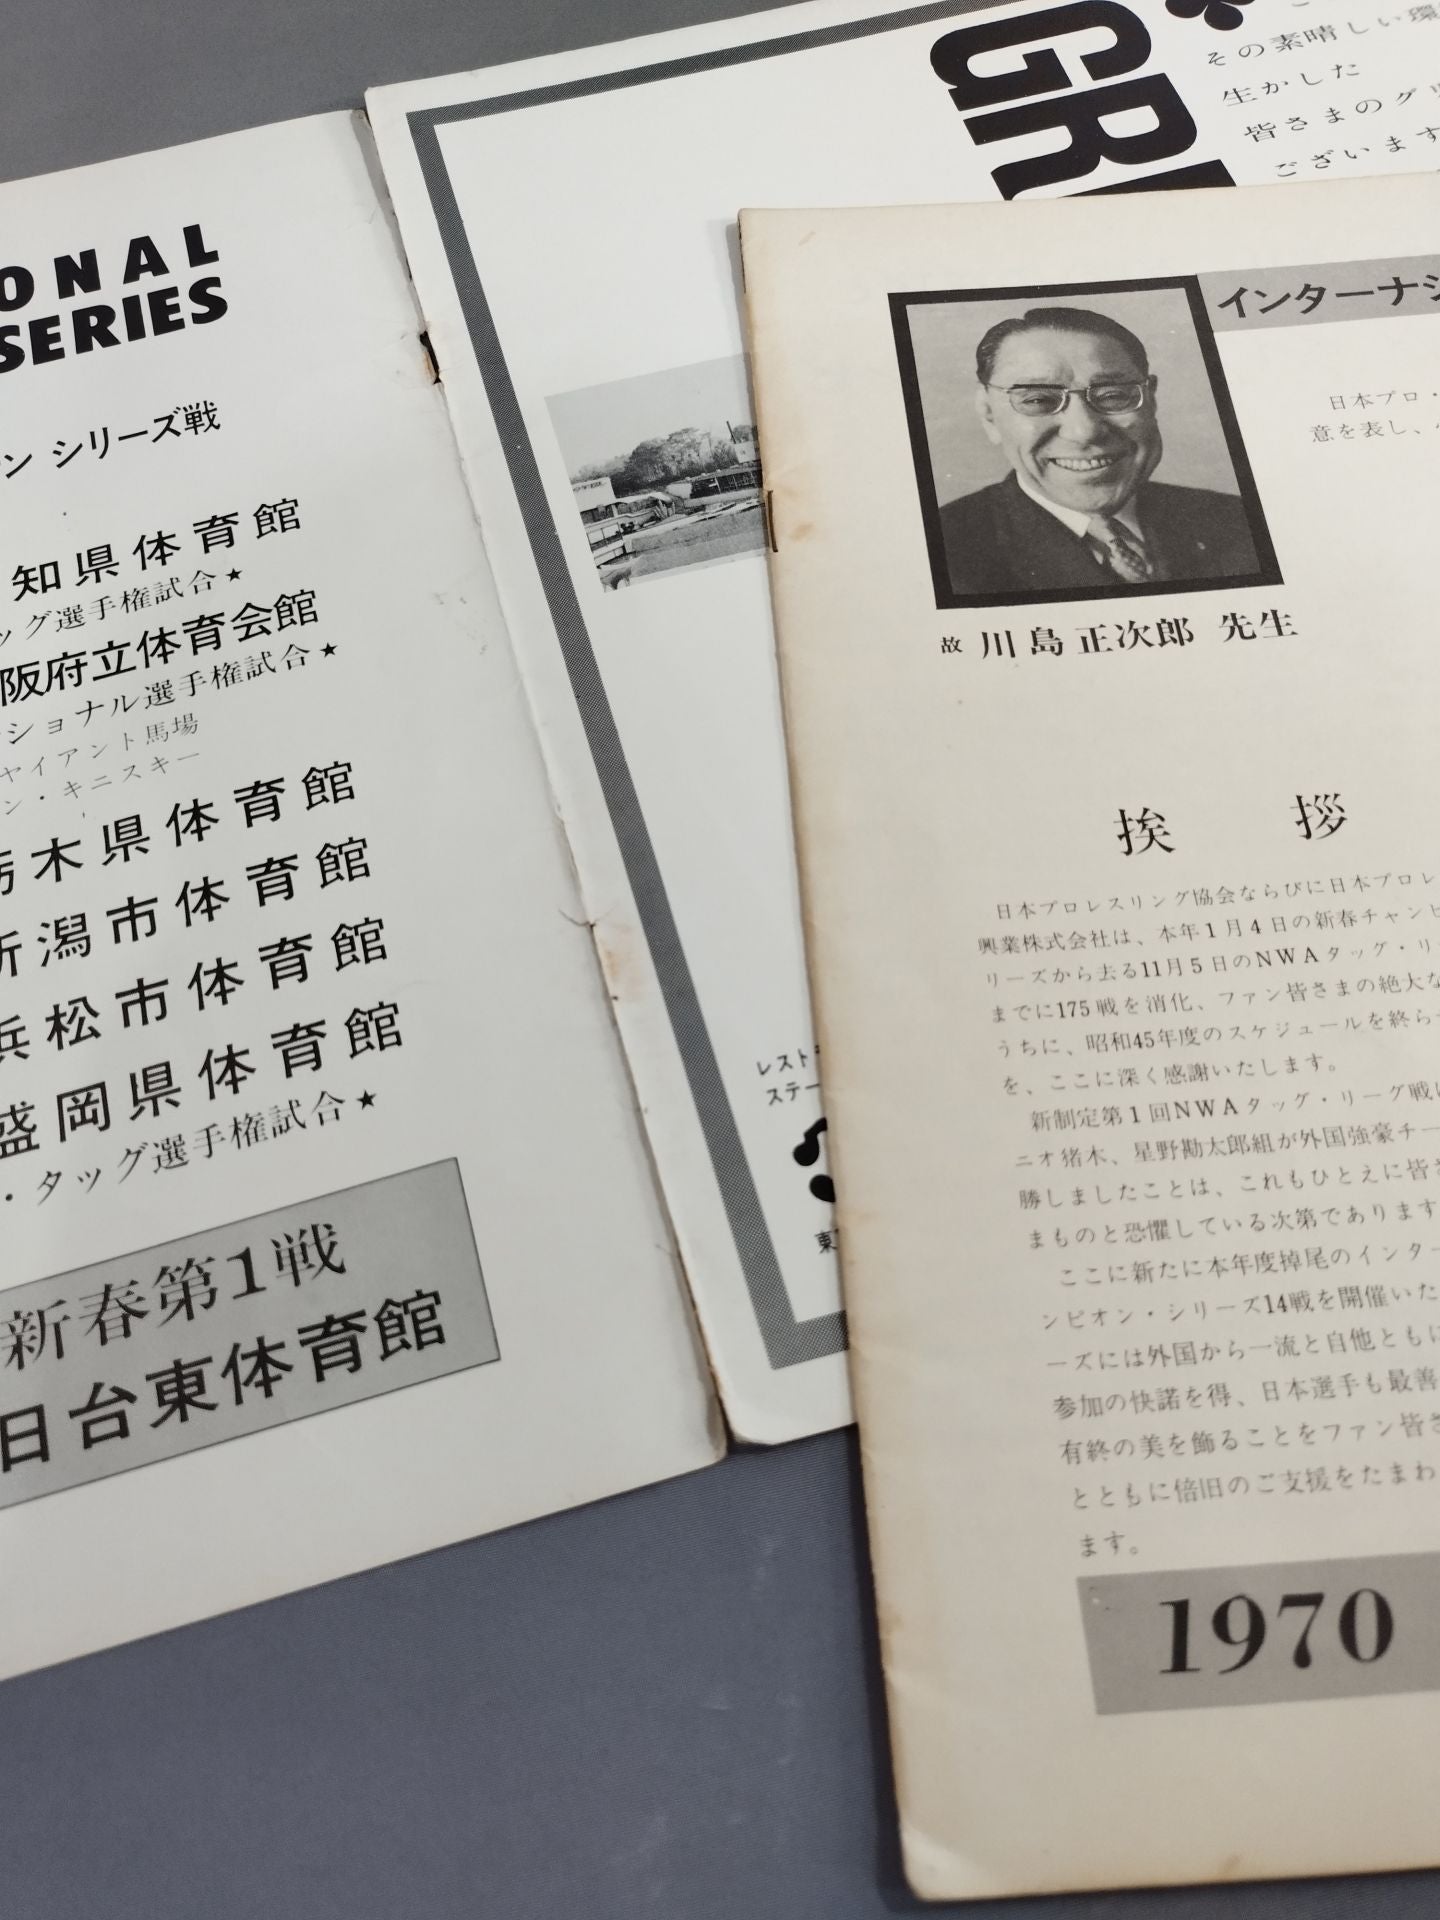 ONAL
SERIES
ン シリーズ戦
知県体育館
ッグ選手権試合★
阪府立体育会館
ショナル選手権試合★
ャイアント馬場
ン・キニスキー
木県体育館
潟市体育館
浜松市体育館
盛岡県体育館
・タッグ選手権試合★
新春第1戦
日台東体育館
GRI
その素晴しい環
生かした
皆さまのグリ
ございます
レスト
ステー
東
インターナシ
日本プロ・
意を表し、
故 川島正次郎 先生
挨拶
日本プロレスリング協会ならびに日本プロレ
興業株式会社は、本年1月4日の新春チャンピ
リーズから去る11月5日のNWAタッグ・リー
までに175戦を消化、ファン皆さまの絶大な
うちに、昭和45年度のスケジュールを終らせ
を、ここに深く感謝いたします。
新制定第1回NWAタッグ・リーグ戦に
ニオ猪木、星野勘太郎組が外国強豪チー
勝しましたことは、これもひとえに皆さ
まものと恐懼している次第であります
ここに新たに本年度掉尾のインター
ンピオン・シリーズ14戦を開催いた
ーズには外国から一流と自他ともに
参加の快諾を得、日本選手も最善
有終の美を飾ることをファン皆さ
とともに倍旧のご支援をたまわ
ます。
1970